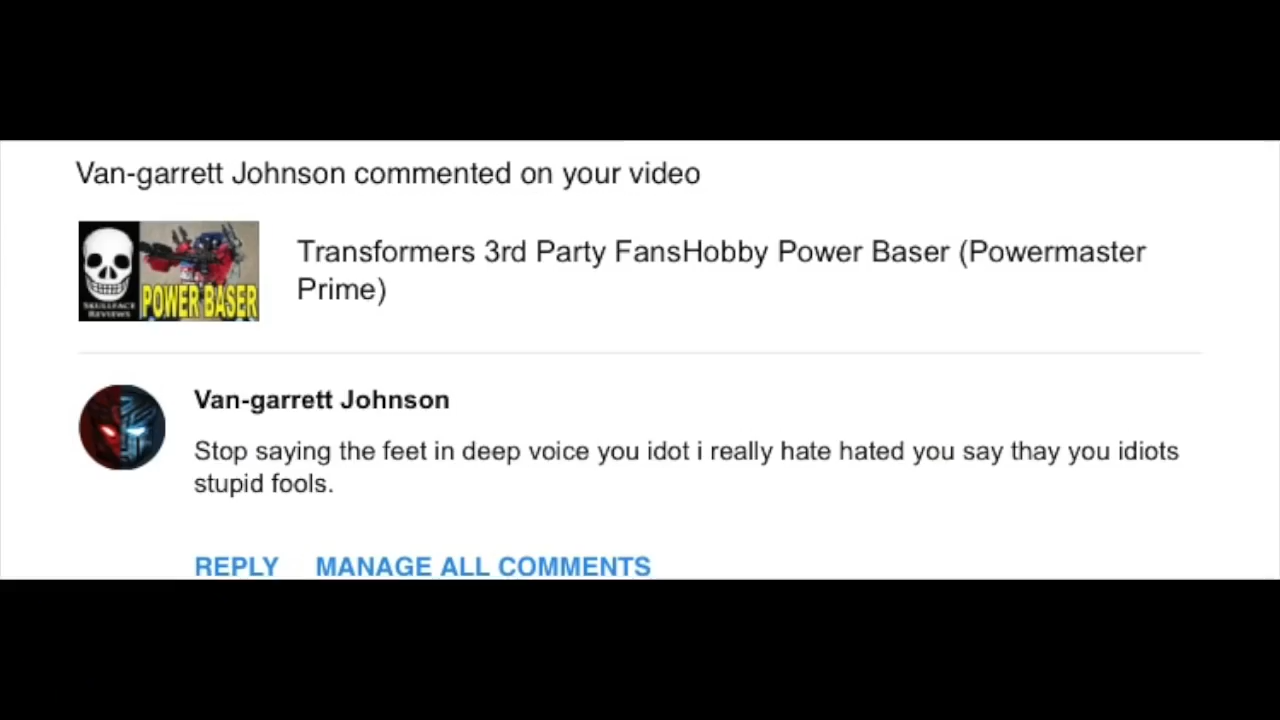 Van-garrett Johnson commented on your video
Transformers 3rd Party FansHobby Power Baser (Powermaster
Prime)
SKULLFACE
REVIEWS
POWER BASER
Van-garrett Johnson
Stop saying the feet in deep voice you idot i really hate hated you say thay you idiots
stupid fools.
REPLY MANAGE ALL COMMENTS